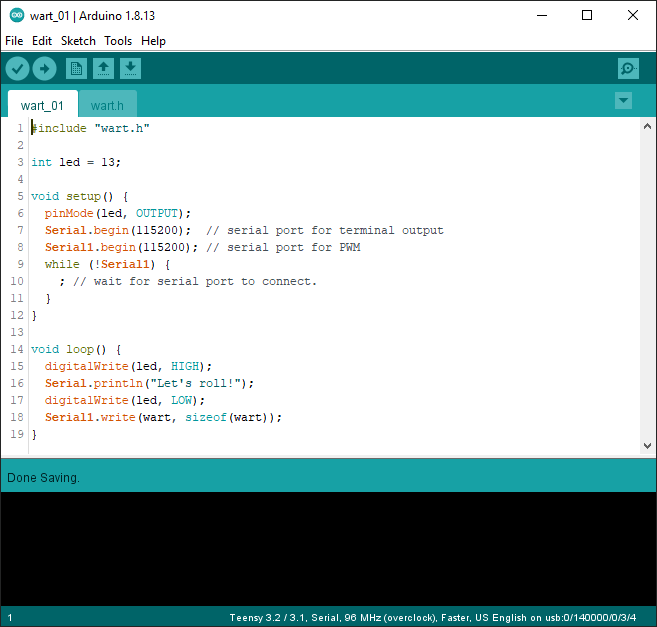 wart_01 | Arduino 1.8.13
File Edit Sketch Tools Help
wart_01 wart.h
1 #include "wart.h"
2
3 int led = 13;
4
5 void setup() {
6   pinMode(led, OUTPUT);
7   Serial.begin(115200);  // serial port for terminal output
8   Serial1.begin(115200); // serial port for PWM
9   while (!Serial1) {
10     ; // wait for serial port to connect.
11   }
12 }
13
14 void loop() {
15   digitalWrite(led, HIGH);
16   Serial.println("Let's roll!");
17   digitalWrite(led, LOW);
18   Serial1.write(wart, sizeof(wart));
19 }
Done Saving.
1 Teensy 3.2 / 3.1, Serial, 96 MHz (overclock), Faster, US English on usb:0/140000/0/3/4